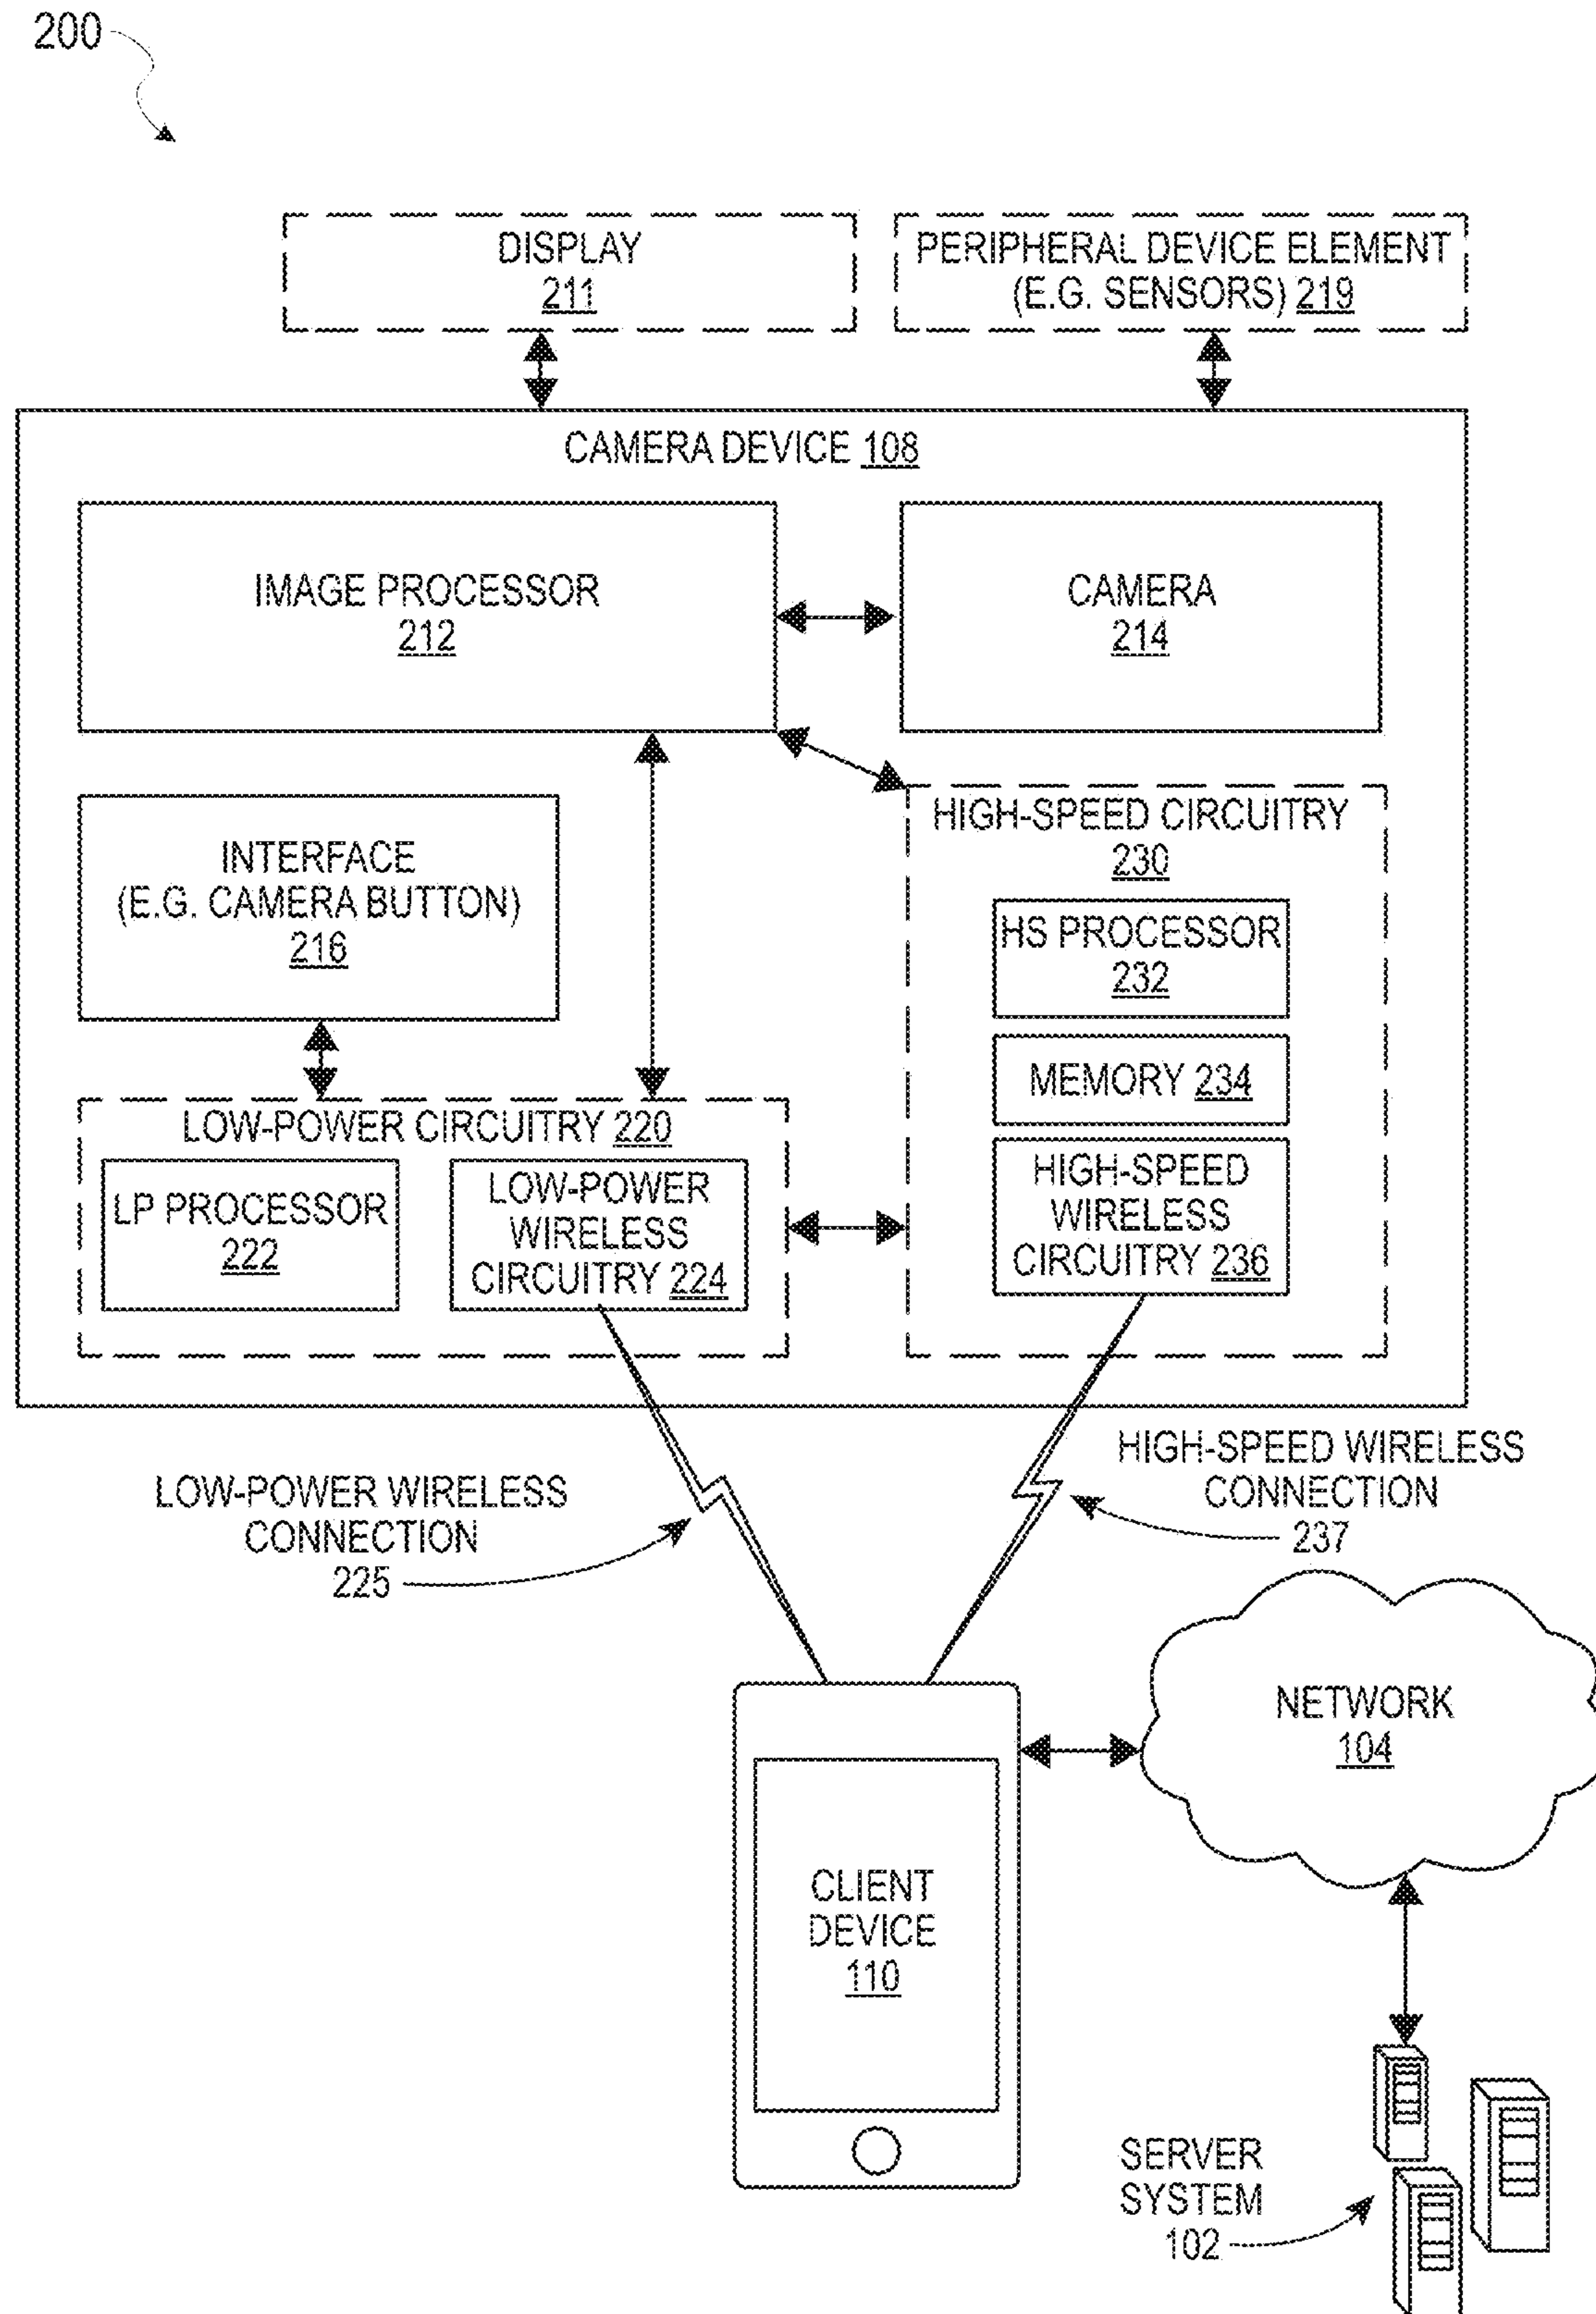 200
DISPLAY
211
PERIPHERAL DEVICE ELEMENT
(E.G. SENSORS) 219
CAMERA DEVICE 108
IMAGE PROCESSOR
212
CAMERA
214
INTERFACE
(E.G. CAMERA BUTTON)
216
HIGH-SPEED CIRCUITRY
230
HS PROCESSOR
232
MEMORY 234
HIGH-SPEED
WIRELESS
CIRCUITRY 236
LOW-POWER CIRCUITRY 220
LP PROCESSOR
222
LOW-POWER
WIRELESS
CIRCUITRY 224
LOW-POWER WIRELESS
CONNECTION
225
HIGH-SPEED WIRELESS
CONNECTION
237
NETWORK
104
CLIENT
DEVICE
110
SERVER
SYSTEM
102